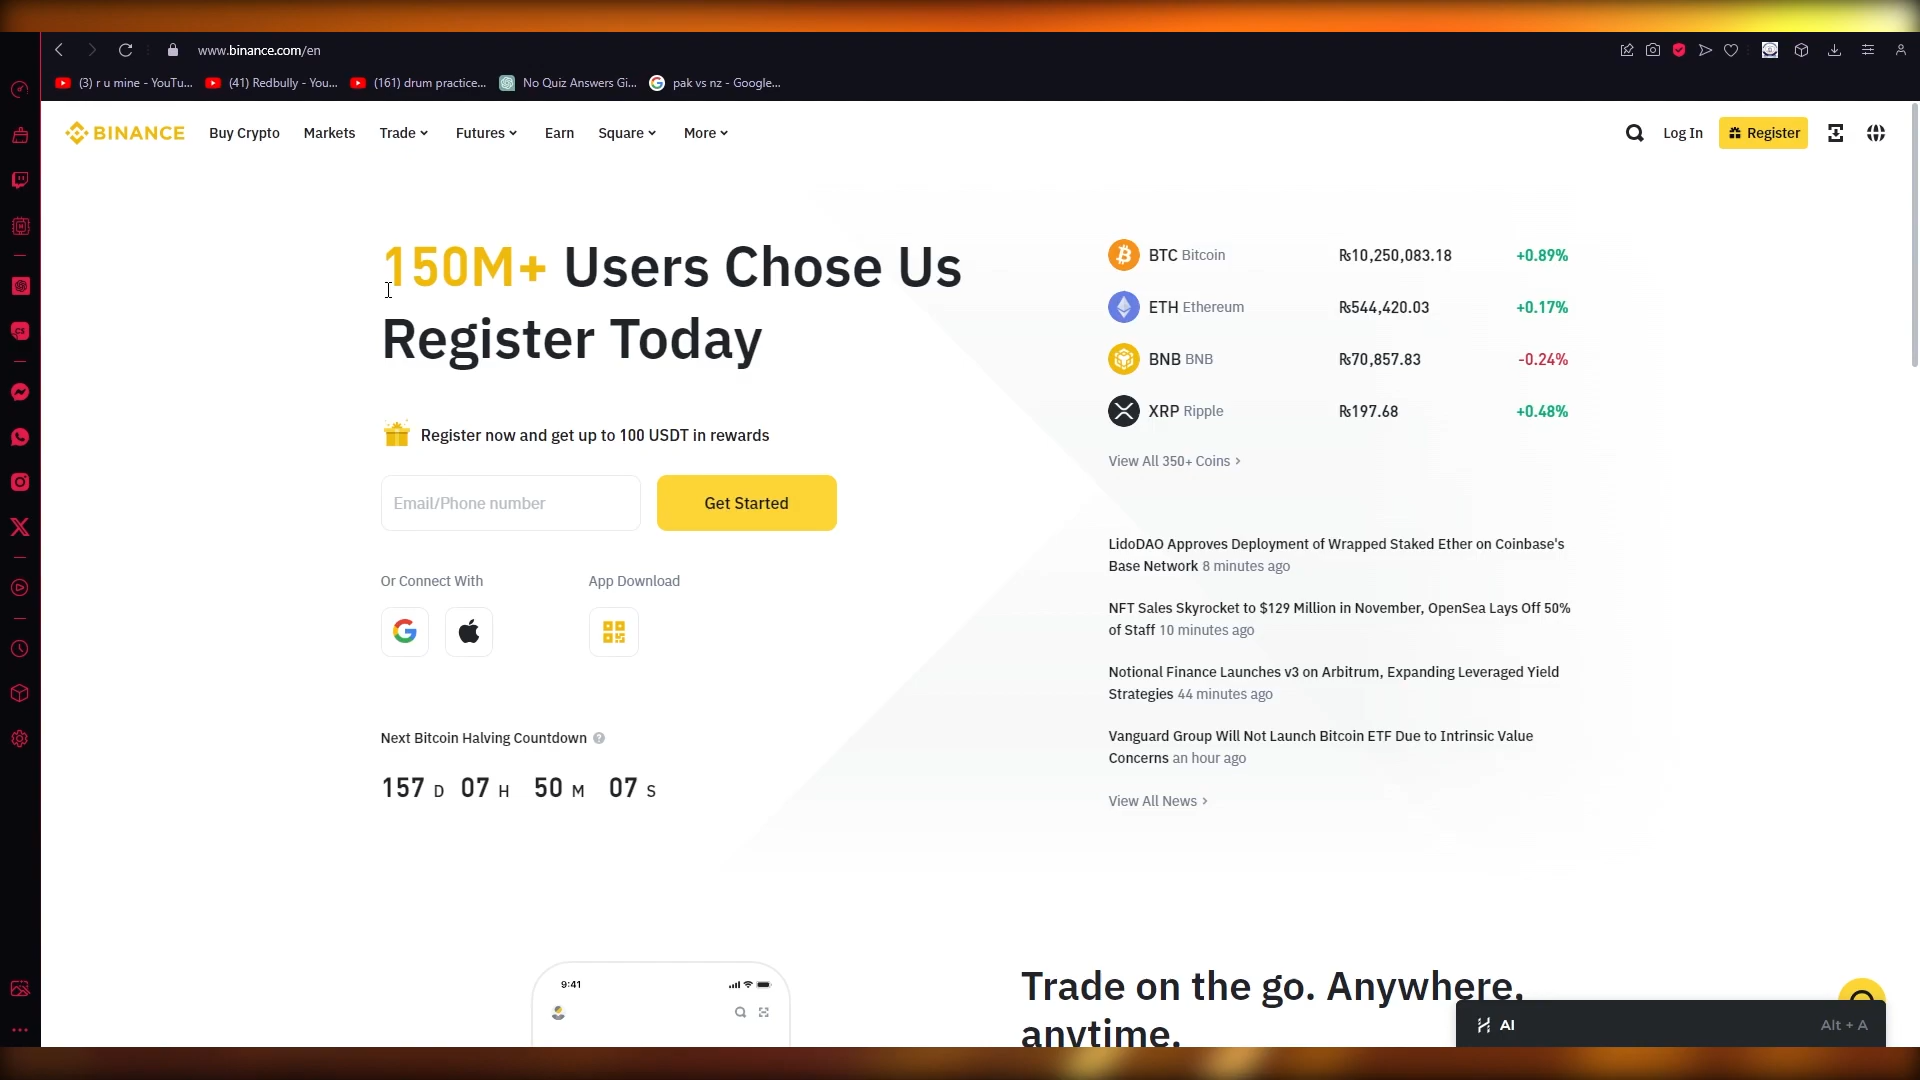 www.binance.com/en
(3) r u mine - YouTu...
(41) Redbully - You...
(161) drum practice...
No Quiz Answers Gi...
pak vs nz - Google...
BINANCE
Buy Crypto
Markets
Trade
Futures
Earn
Square
More
Log In
Register
150M+ Users Chose Us
Register Today
Register now and get up to 100 USDT in rewards
Email/Phone number
Get Started
Or Connect With
App Download
Next Bitcoin Halving Countdown
157 D 07 H 50 M 07 S
BTC Bitcoin ₨10,250,083.18 +0.89%
ETH Ethereum ₨544,420.03 +0.17%
BNB BNB ₨70,857.83 -0.24%
XRP Ripple ₨197.68 +0.48%
View All 350+ Coins
LidoDAO Approves Deployment of Wrapped Staked Ether on Coinbase's
Base Network 8 minutes ago
NFT Sales Skyrocket to $129 Million in November, OpenSea Lays Off 50%
of Staff 10 minutes ago
Notional Finance Launches v3 on Arbitrum, Expanding Leveraged Yield
Strategies 44 minutes ago
Vanguard Group Will Not Launch Bitcoin ETF Due to Intrinsic Value
Concerns an hour ago
View All News
9:41
Trade on the go. Anywhere,
anytime.
AI
Alt + A